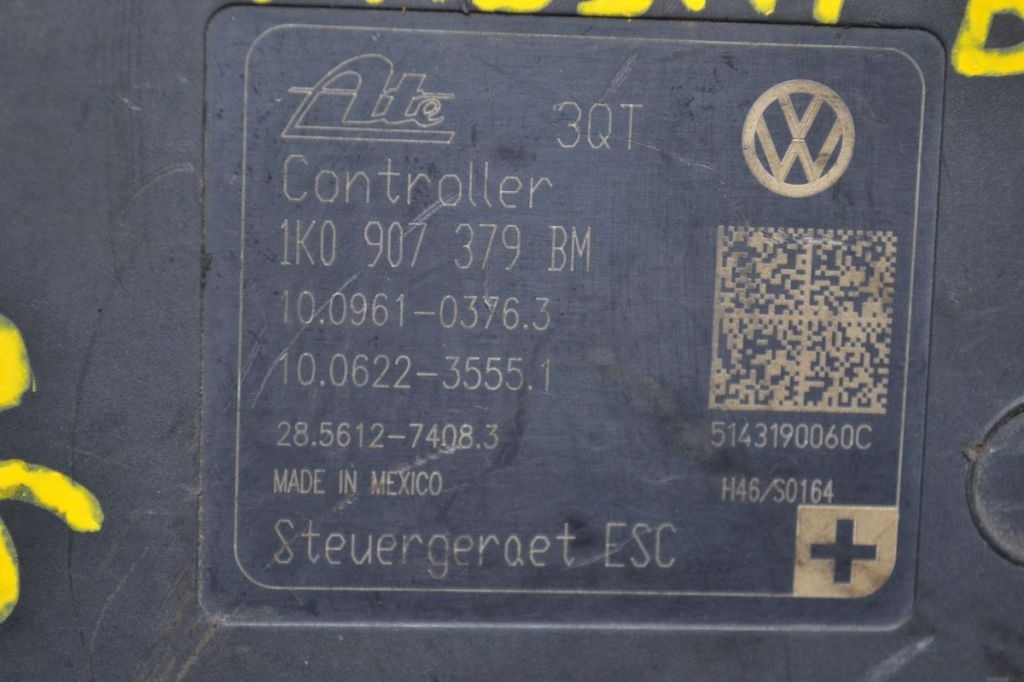 Ate 3QT
Controller
1K0 907 379 BM
10.0961-0376.3
10.0622-3555.1
28.5612-7408.3
5143190060C
MADE IN MEXICO
H46/S0164
Steuergeraet ESC